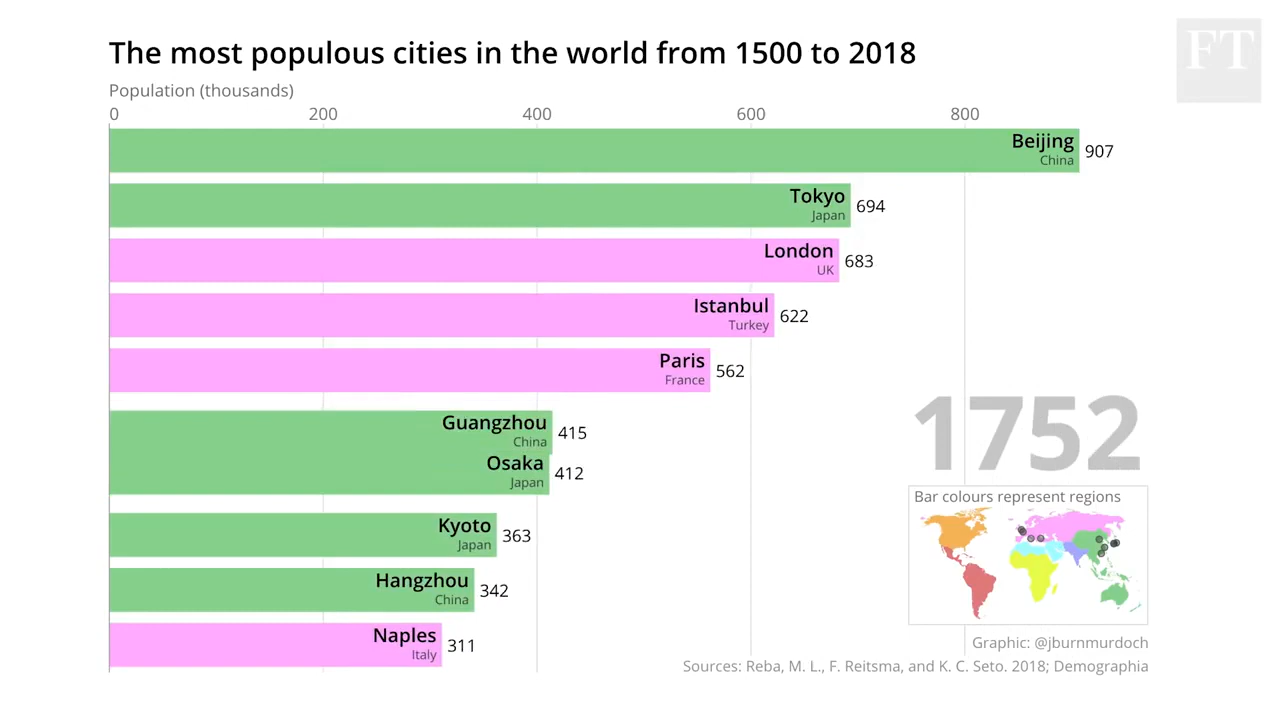 The most populous cities in the world from 1500 to 2018
FT
Population (thousands)
0 200 400 600 800
Beijing
China
907
Tokyo
Japan
694
London
UK
683
Istanbul
Turkey
622
Paris
France
562
Guangzhou
China
415
Osaka
Japan
412
Kyoto
Japan
363
Hangzhou
China
342
Naples
Italy
311
1752
Bar colours represent regions
Graphic: @jburnmurdoch
Sources: Reba, M. L., F. Reitsma, and K. C. Seto. 2018; Demographia